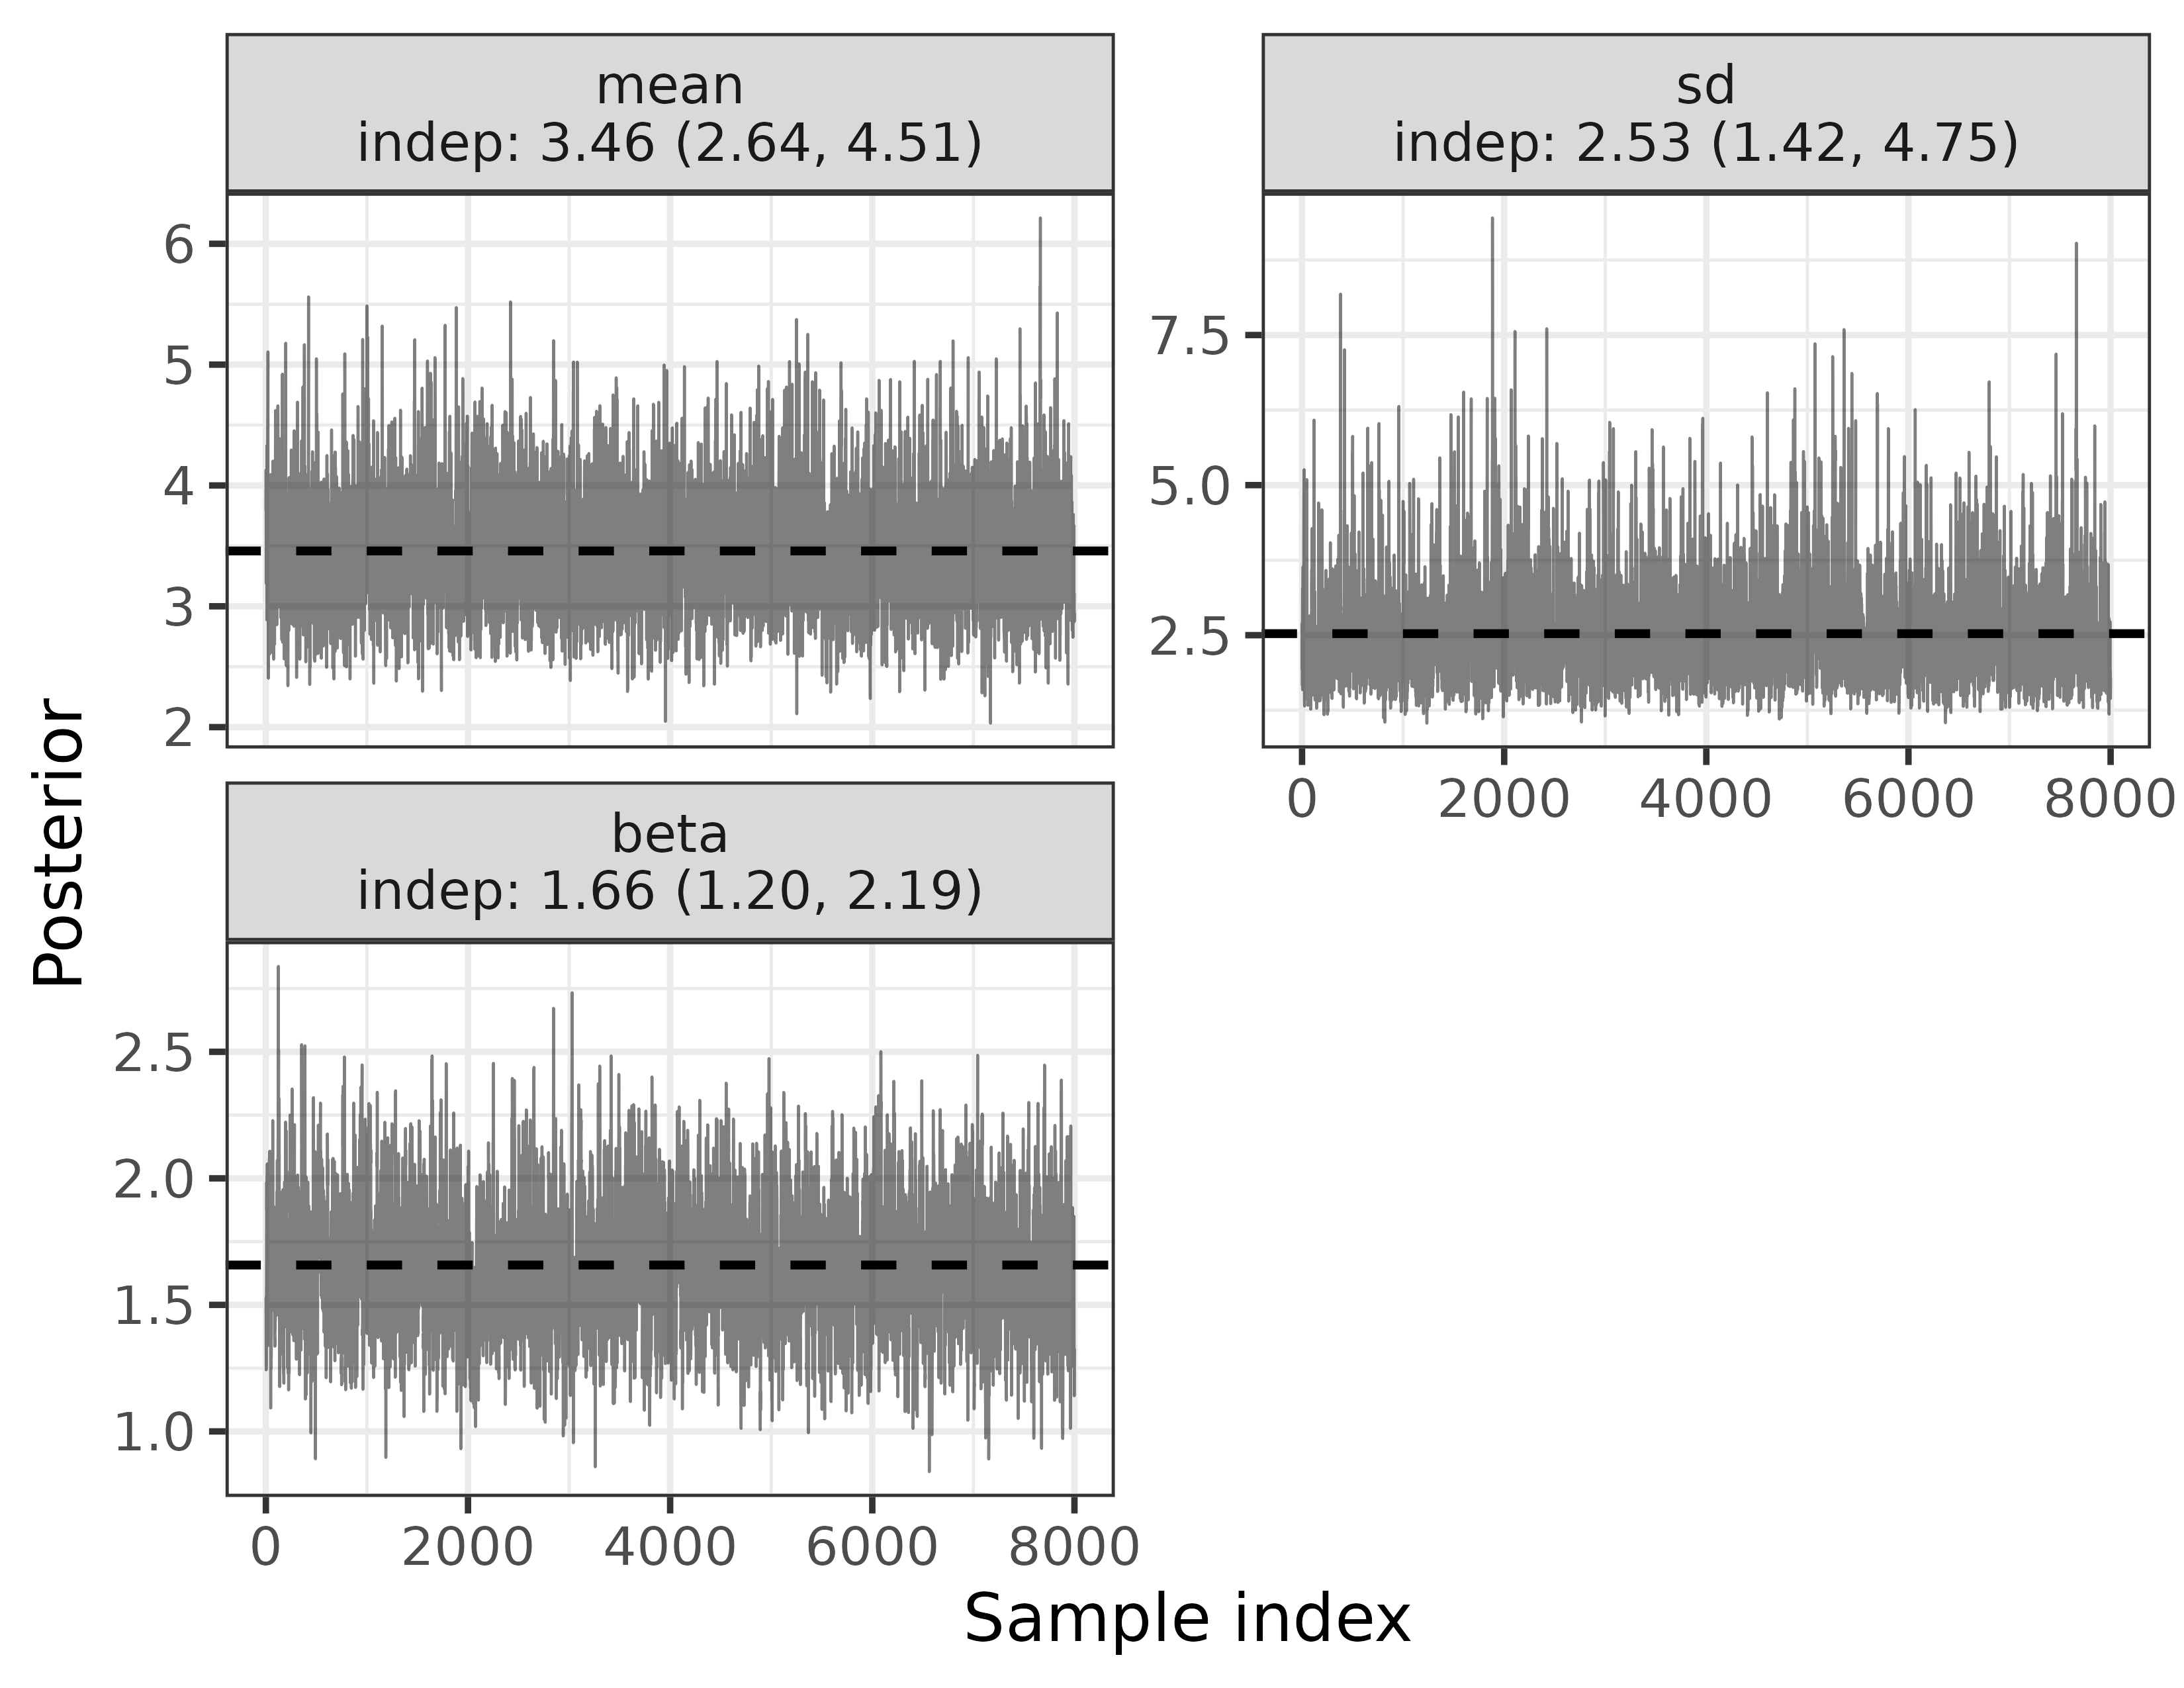 mean
indep: 3.46 (2.64, 4.51)
sd
indep: 2.53 (1.42, 4.75)
6
5
4
3
2
7.5
5.0
2.5
0 2000 4000 6000 8000
beta
indep: 1.66 (1.20, 2.19)
2.5
2.0
1.5
1.0
0 2000 4000 6000 8000
Posterior
Sample index